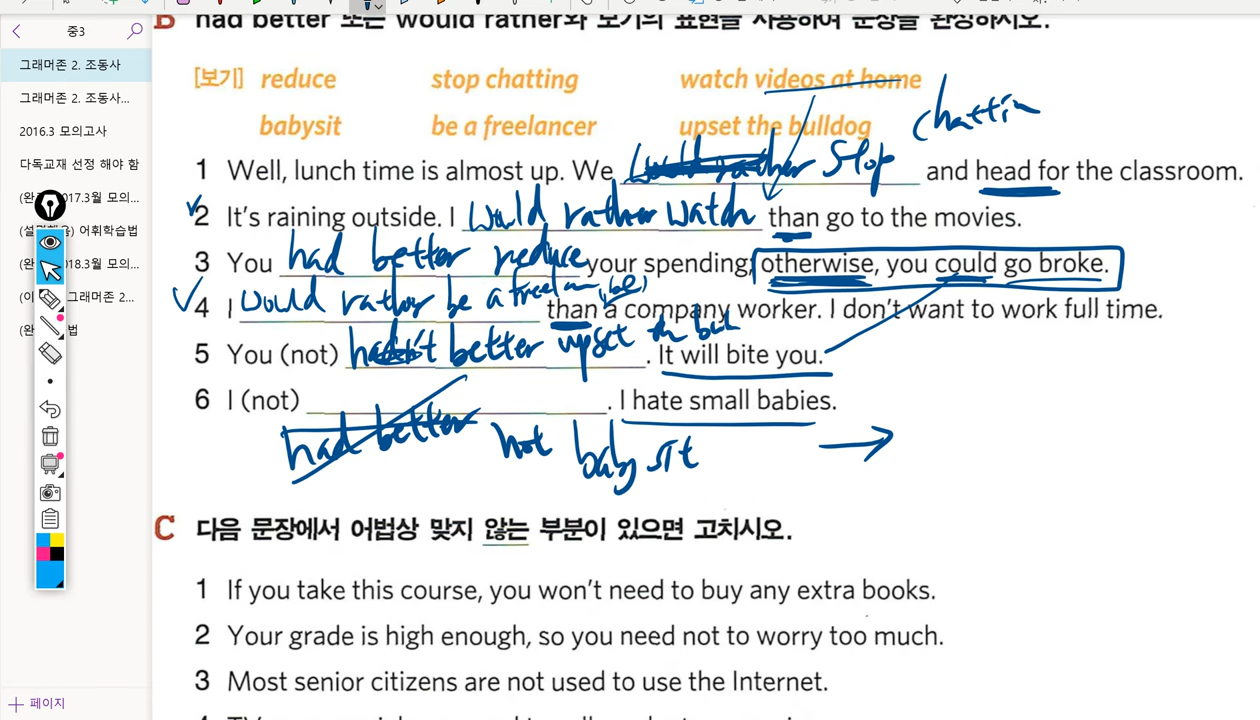 중3
그래머존 2. 조동사
그래머존 2. 조동사...
2016.3 모의고사
다독교재 선정 해야 함
017.3월 모의...
어휘학습법
018.3월 모의...
그래머존 2...
법
페이지
B had better 또는 would rather와 보기의 표현을 사용하여 문장을 완성하시오.
[보기] reduce stop chatting watch videos at home
babysit be a freelancer upset the bulldog
chattin
1 Well, lunch time is almost up. We would rather stop and head for the classroom.
2 It's raining outside. I would rather watch than go to the movies.
3 You had better reduce your spending; otherwise, you could go broke.
4 I would rather be a freelan (be) than a company worker. I don't want to work full time.
5 You (not) hadn't better upset the bul . It will bite you.
6 I (not) . I hate small babies.
had better not babysit
C 다음 문장에서 어법상 맞지 않는 부분이 있으면 고치시오.
1 If you take this course, you won't need to buy any extra books.
2 Your grade is high enough, so you need not to worry too much.
3 Most senior citizens are not used to use the Internet.